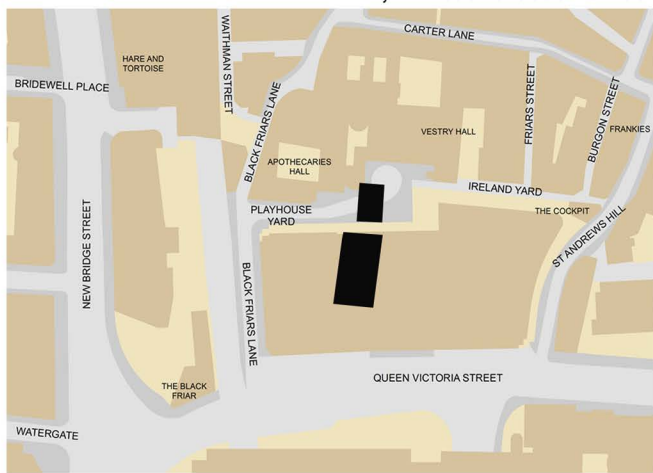 CARTER LANE
WAITHMAN STREET
HARE AND
TORTOISE
BRIDEWELL PLACE
BLACK FRIARS LANE
FRIARS STREET
BURGON STREET
FRANKIES
VESTRY HALL
APOTHECARIES
HALL
IRELAND YARD
PLAYHOUSE
YARD
THE COCKPIT
ST ANDREWS HILL
NEW BRIDGE STREET
BLACK FRIARS LANE
QUEEN VICTORIA STREET
THE BLACK
FRIAR
WATERGATE